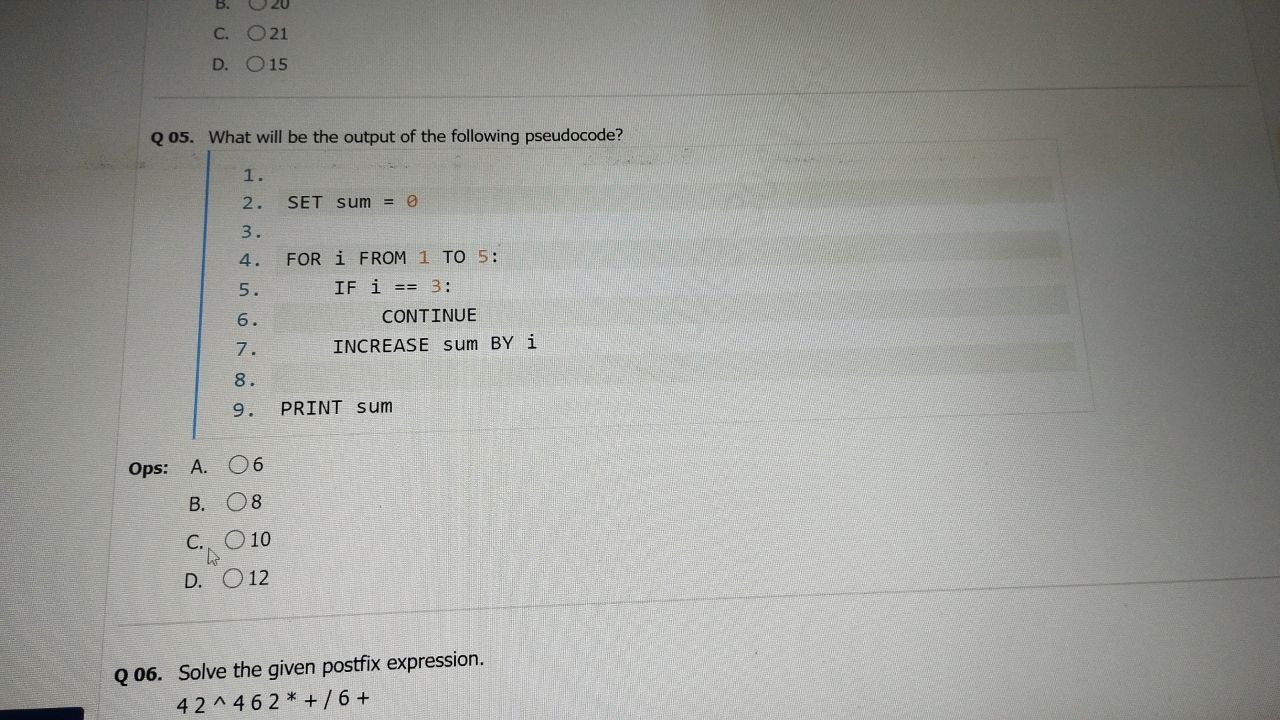 B. 20
C. 21
D. 15
Q 05. What will be the output of the following pseudocode?
1.
2. SET sum = 0
3.
4. FOR i FROM 1 TO 5:
5. IF i == 3:
6. CONTINUE
7. INCREASE sum BY i
8.
9. PRINT sum
Ops: A. 6
B. 8
C. 10
D. 12
Q 06. Solve the given postfix expression.
4 2 ^ 4 6 2 * + / 6 +